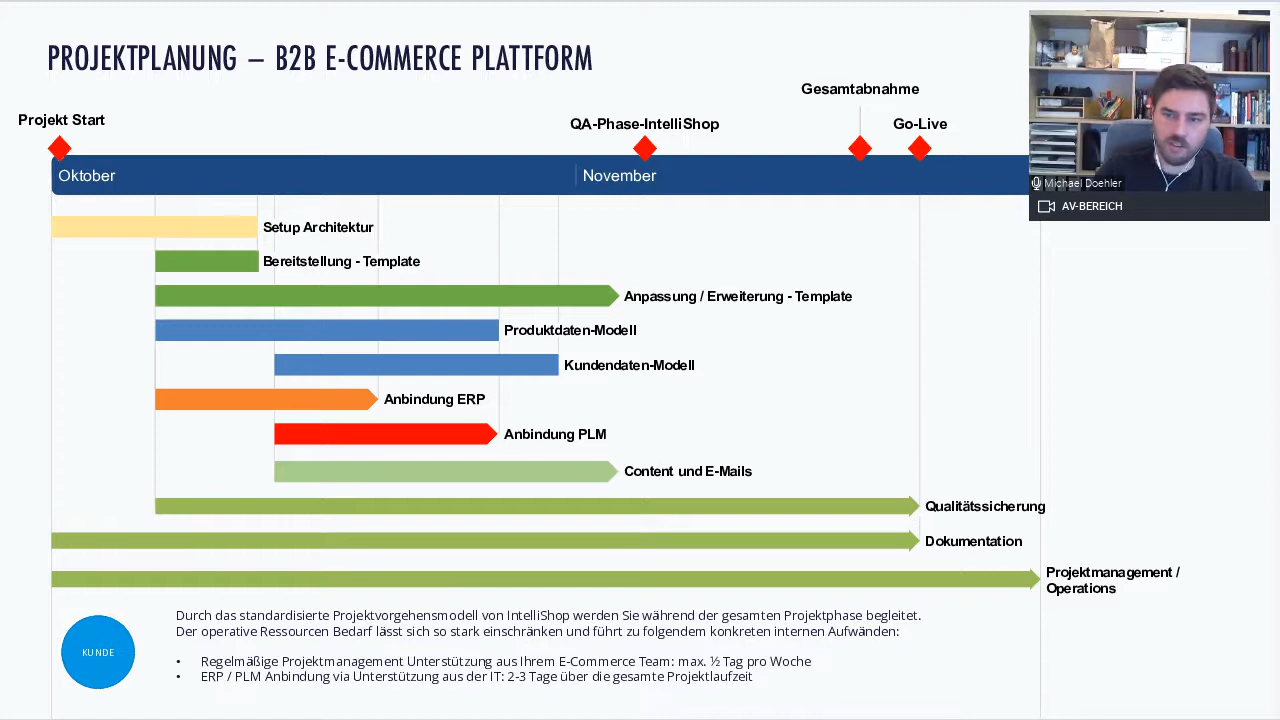 PROJEKTPLANUNG – B2B E-COMMERCE PLATTFORM
Gesamtabnahme
Projekt Start
QA-Phase-IntelliShop
Go-Live
Oktober
November
Michael Doehler
AV-BEREICH
Setup Architektur
Bereitstellung - Template
Anpassung / Erweiterung - Template
Produktdaten-Modell
Kundendaten-Modell
Anbindung ERP
Anbindung PLM
Content und E-Mails
Qualitätssicherung
Dokumentation
Projektmanagement /
Operations
KUNDE
Durch das standardisierte Projektvorgehensmodell von IntelliShop werden Sie während der gesamten Projektphase begleitet.
Der operative Ressourcen Bedarf lässt sich so stark einschränken und führt zu folgendem konkreten internen Aufwänden:
• Regelmäßige Projektmanagement Unterstützung aus Ihrem E-Commerce Team: max. ½ Tag pro Woche
• ERP / PLM Anbindung via Unterstützung aus der IT: 2-3 Tage über die gesamte Projektlaufzeit